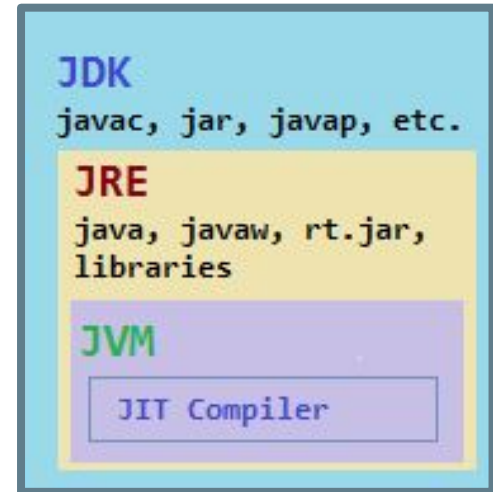 JDK
javac, jar, javap, etc.
JRE
java, javaw, rt.jar,
libraries
JVM
JIT Compiler